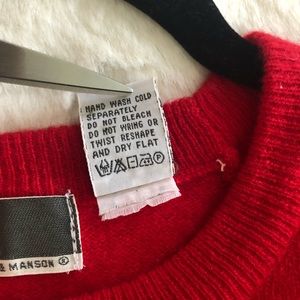 HAND WASH COLD
SEPARATELY
DO NOT BLEACH
DO NOT WRING OR
TWIST RESHAPE
AND DRY FLAT
P
& MANSON ®